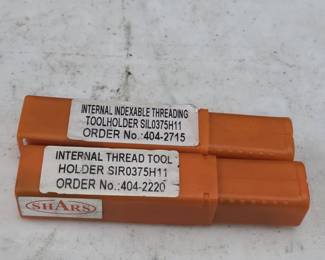 INTERNAL INDEXABLE THREADING
TOOLHOLDER SIL0375H11
ORDER No.:404-2715
INTERNAL THREAD TOOL
HOLDER SIR0375H11
ORDER No.:404-2220
SHARS